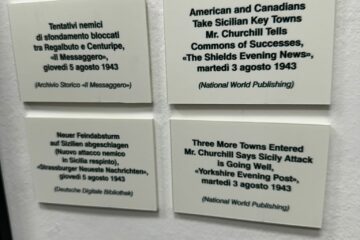 Tentativi nemici
di sfondamento bloccati
tra Regalbuto e Centuripe,
«Il Messaggero»,
giovedì 5 agosto 1943
(Archivio Storico «Il Messaggero»)
American and Canadians
Take Sicilian Key Towns
Mr. Churchill Tells
Commons of Successes,
«The Shields Evening News»,
martedì 3 agosto 1943
(National World Publishing)
Neuer Feindabsturm
auf Sizilien abgeschlagen
(Nuovo attacco nemico
in Sicilia respinto),
«Strassburger Neueste Nachrichten»,
giovedì 5 agosto 1943
(Deutsche Digitale Bibliothak)
Three More Towns Entered
Mr. Churchill Says Sicily Attack
is Going Well,
«Yorkshire Evening Post»,
martedì 3 agosto 1943
(National World Publishing)